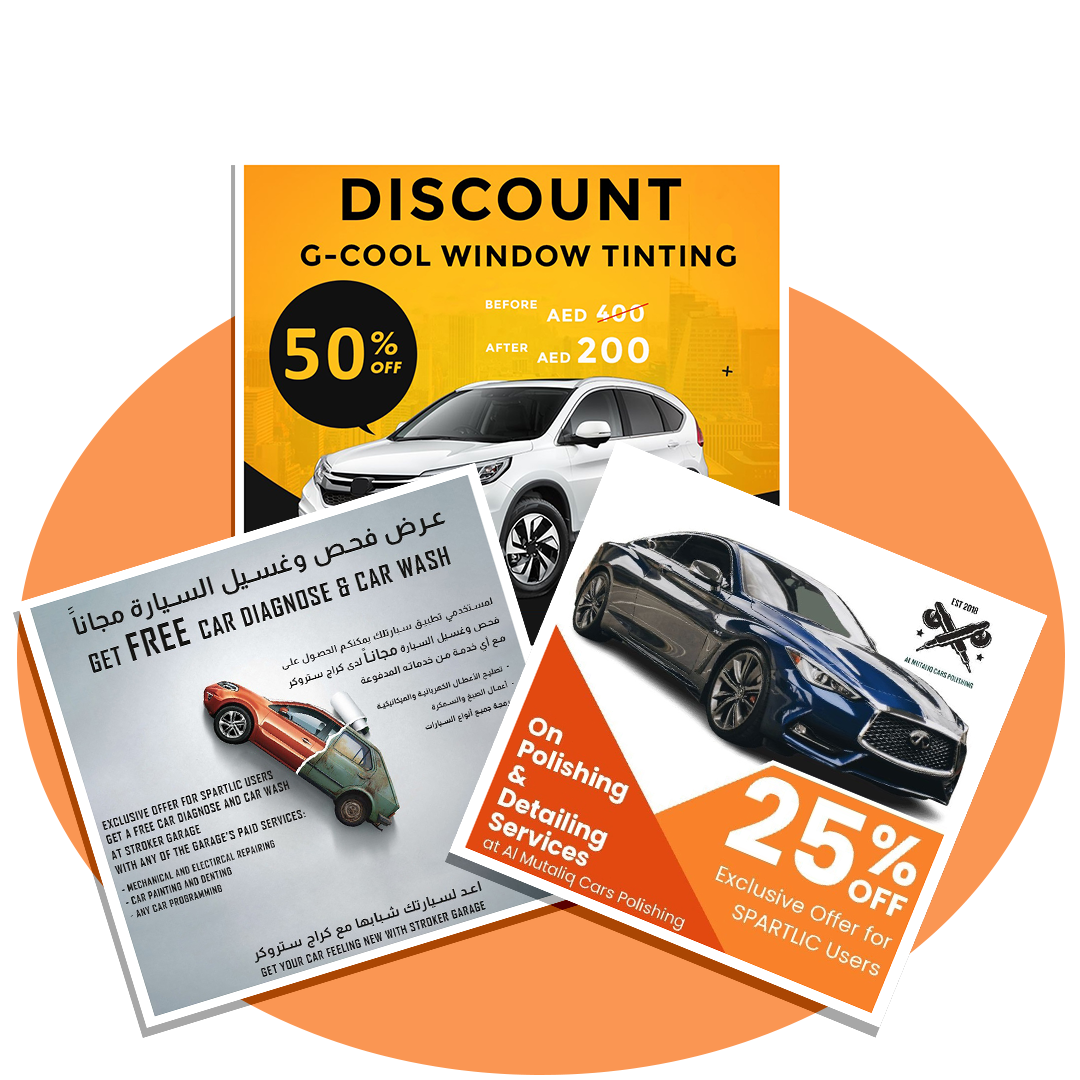 DISCOUNT
G-COOL WINDOW TINTING
50% OFF
BEFORE AED 400
AFTER AED 200
عرض فحص وغسيل السيارة مجاناً
GET FREE CAR DIAGNOSE & CAR WASH
لمستخدمي تطبيق سبارتلك يمكنكم الحصول على
فحص وغسيل السيارة مجاناً لدى كراج ستروكر
مع أي خدمة من خدماته المدفوعة
- تصليح الأعطال الكهربائية والميكانيكية
- أعمال الصبغ والسمكرة
برمجة جميع أنواع السيارات
EXCLUSIVE OFFER FOR SPARTLIC USERS
GET A FREE CAR DIAGNOSE AND CAR WASH
AT STROKER GARAGE
WITH ANY OF THE GARAGE'S PAID SERVICES:
- MECHANICAL AND ELECTIRCAL REPAIRING
- CAR PAINTING AND DENTING
- ANY CAR PROGRAMMING
اعد لسيارتك شبابها مع كراج ستروكر
GET YOUR CAR FEELING NEW WITH STROKER GARAGE
EST 2018
Al MUTALIQ CARS POLISHING
On
Polishing
&
Detailing
Services
at Al Mutaliq Cars Polishing
25% OFF
Exclusive Offer for
SPARTLIC Users